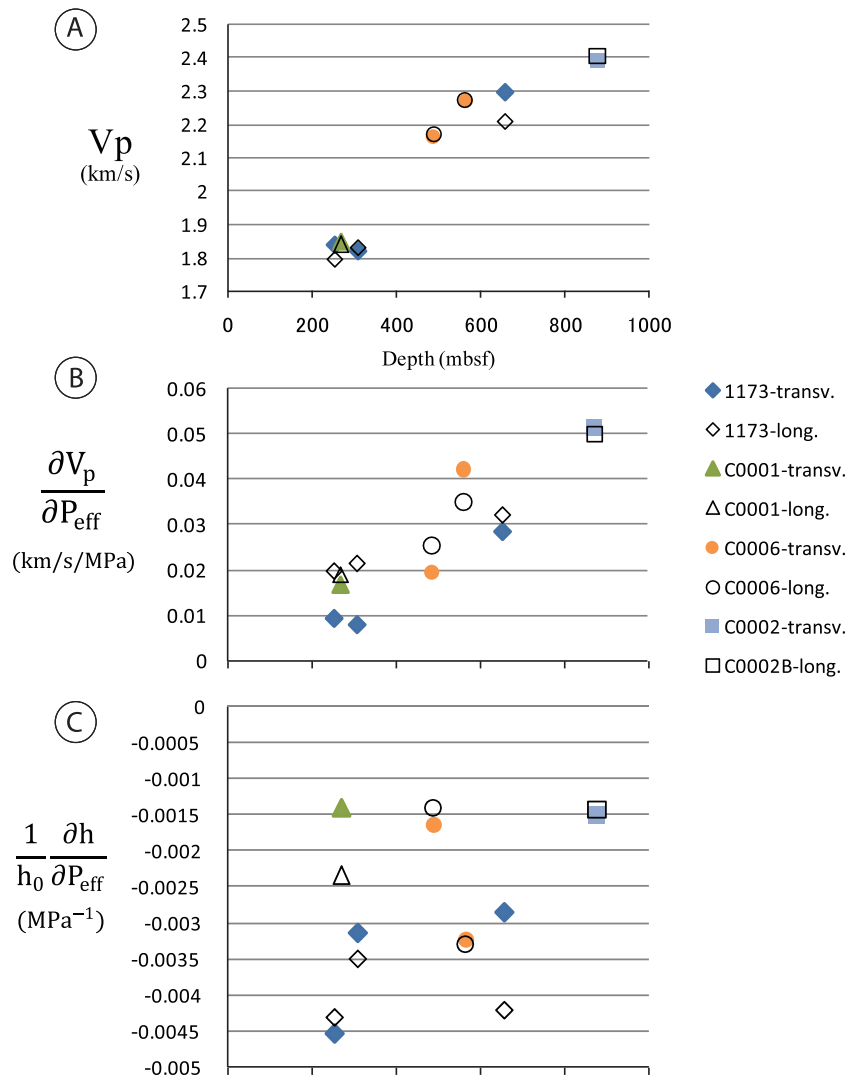 A
2.5
2.4
2.3
2.2
2.1
2
1.9
1.8
1.7
Vp
(km/s)
0 200 400 600 800 1000
Depth (mbsf)
B
0.06
0.05
0.04
0.03
0.02
0.01
0
∂Vp
∂Peff
(km/s/MPa)
1173-transv.
1173-long.
C0001-transv.
C0001-long.
C0006-transv.
C0006-long.
C0002-transv.
C0002B-long.
C
0
-0.0005
-0.001
-0.0015
-0.002
-0.0025
-0.003
-0.0035
-0.004
-0.0045
-0.005
1 ∂h
h0 ∂Peff
(MPa⁻¹)